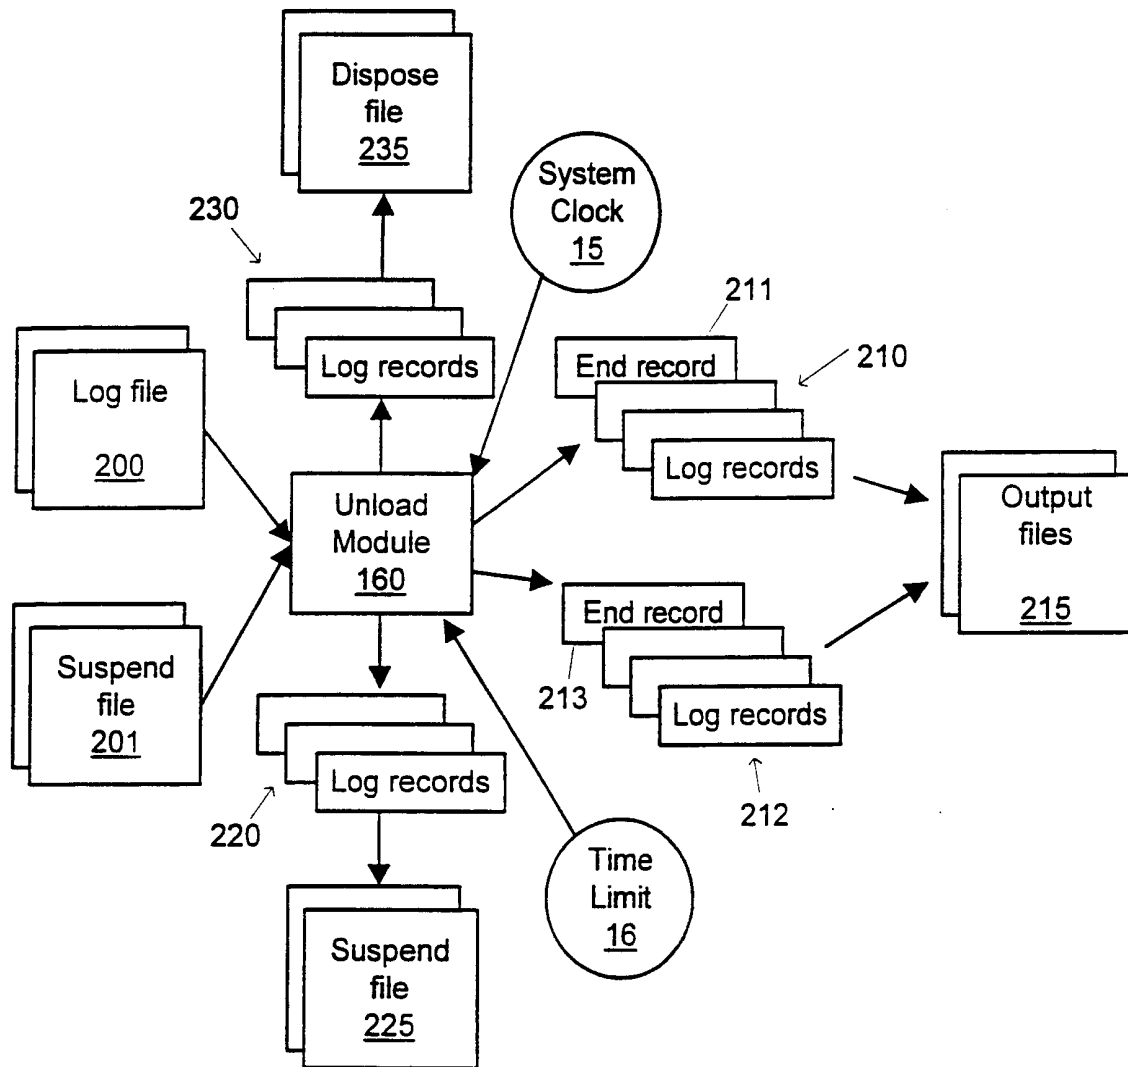 Dispose
file
235
System
Clock
15
230
211
End record
210
Log records
Log file
200
Log records
Unload
Module
160
Output
files
215
End record
213
Log records
212
Suspend
file
201
Log records
220
Time
Limit
16
Suspend
file
225